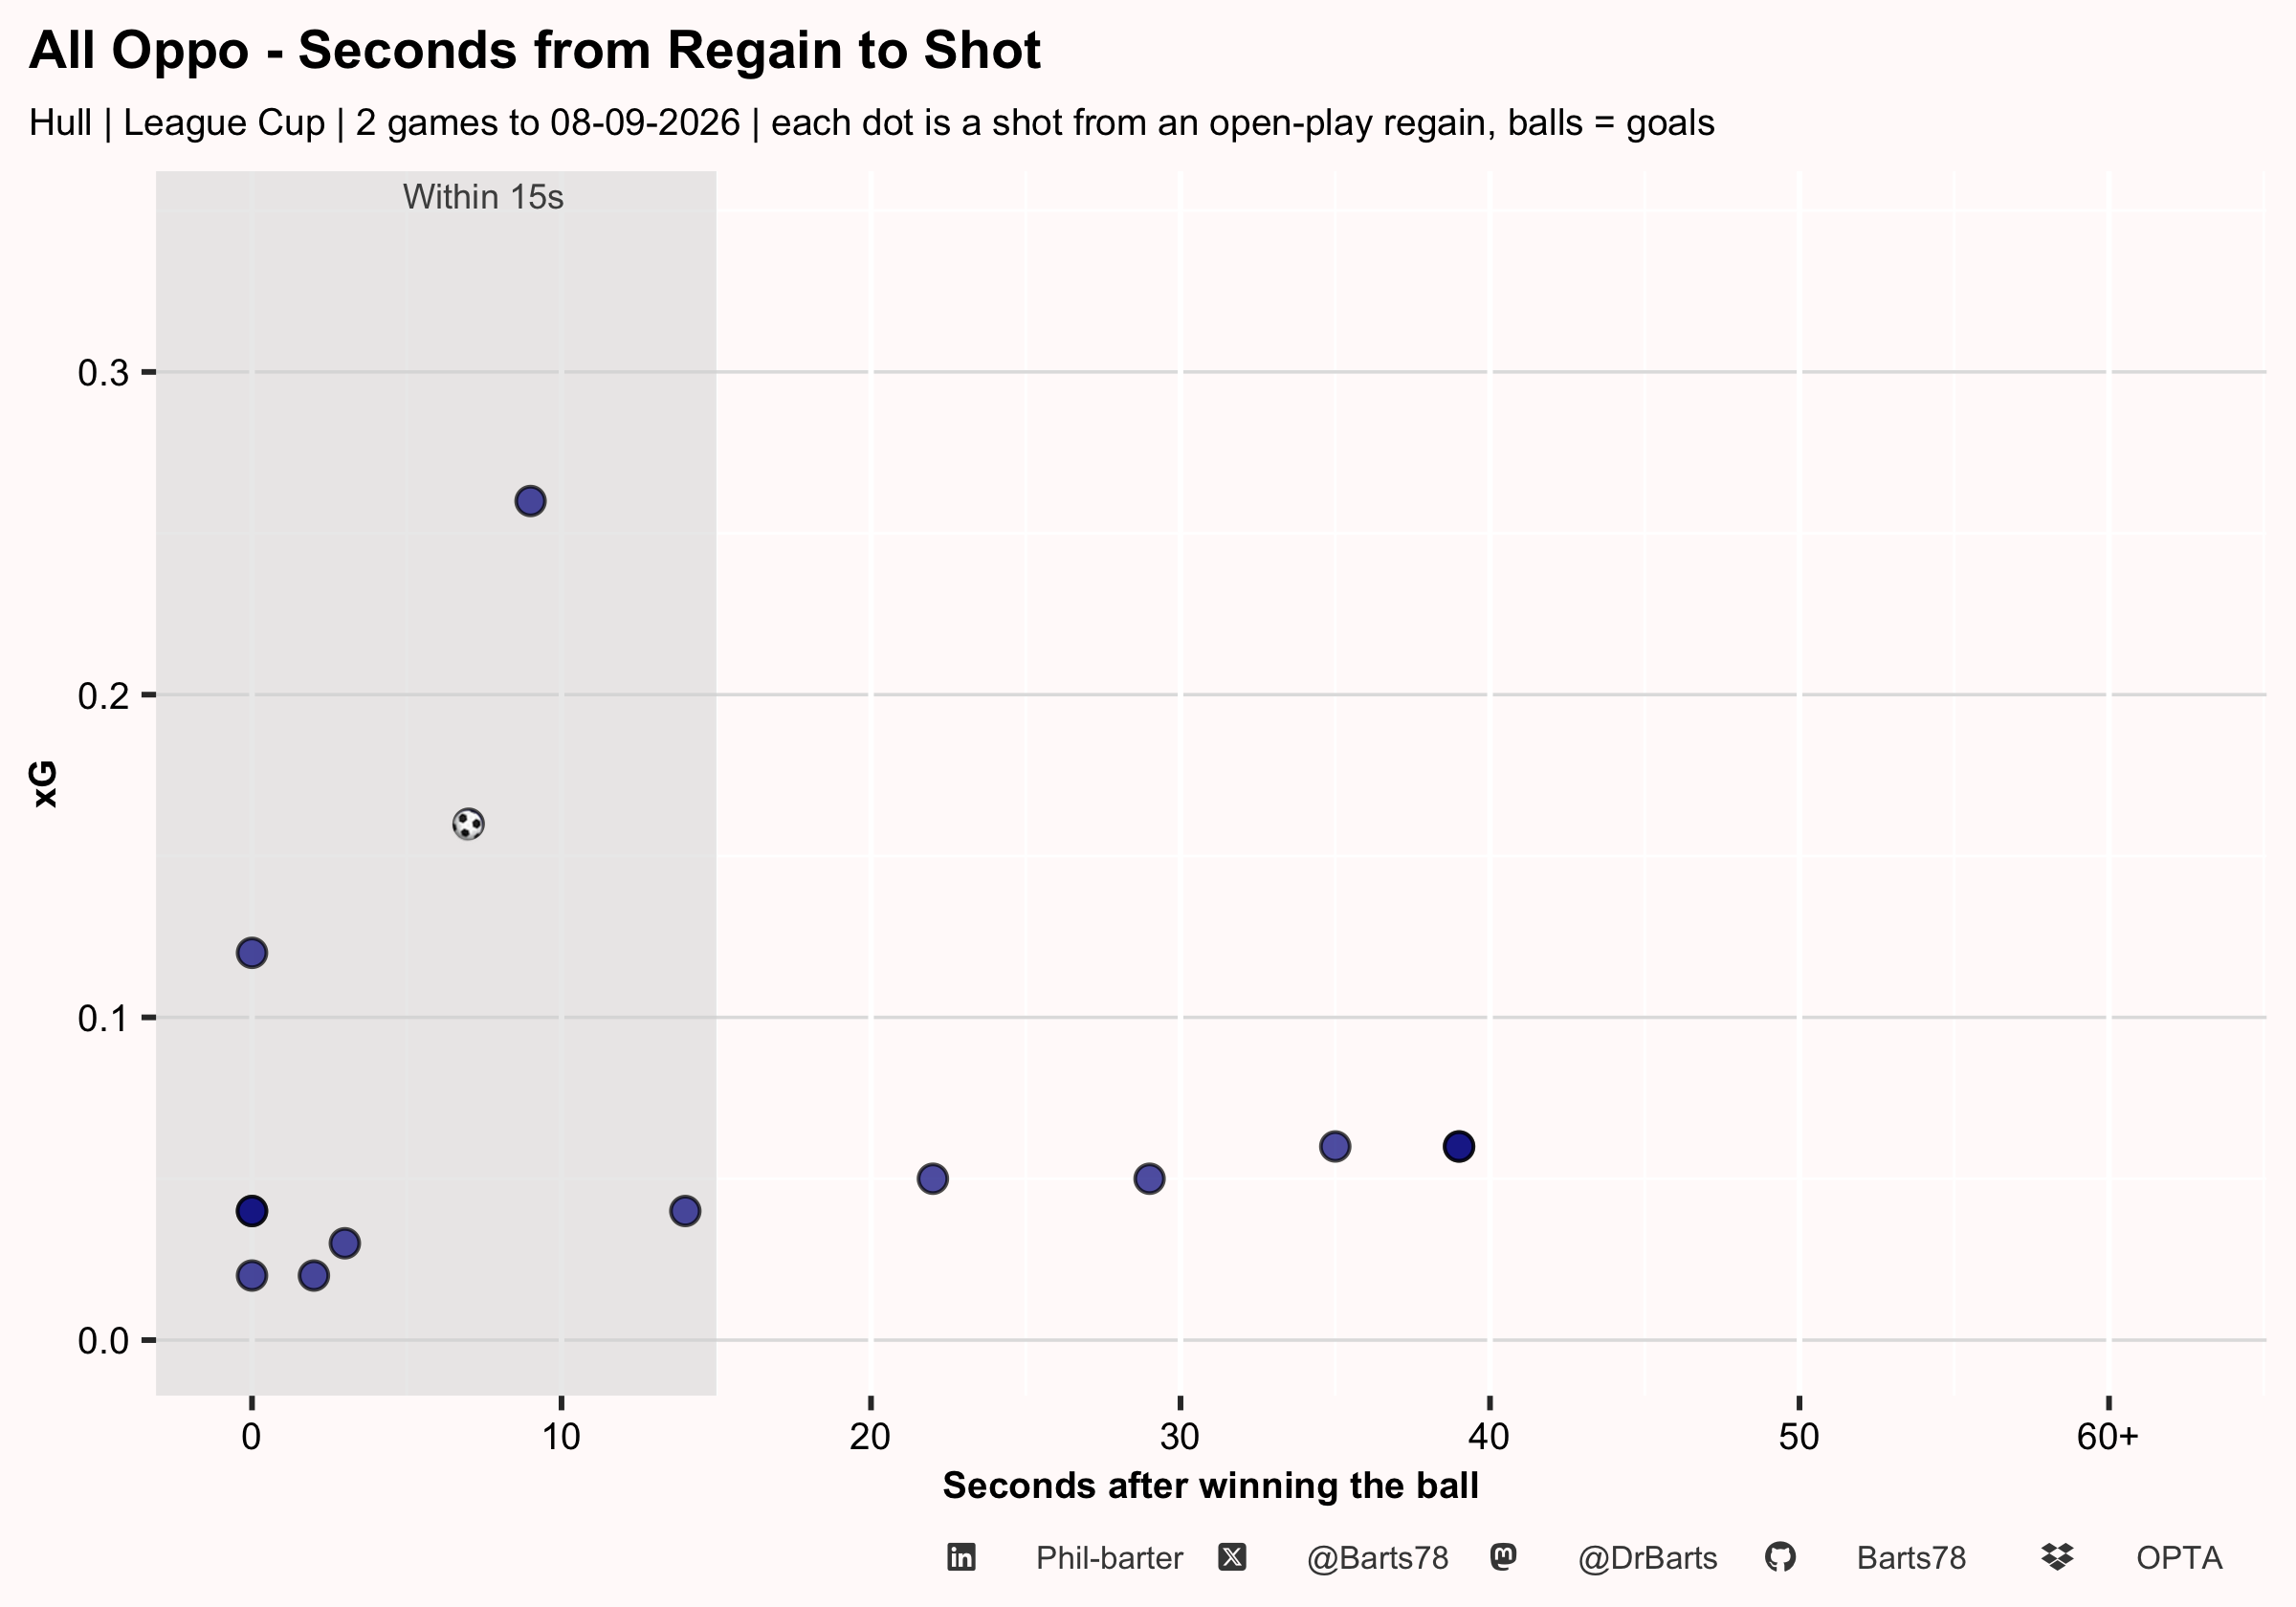 All Oppo - Seconds from Regain to Shot
Hull | League Cup | 2 games to 08-09-2026 | each dot is a shot from an open-play regain, balls = goals
Within 15s
0.3
0.2
xG
0.1
0.0
0 10 20 30 40 50 60+
Seconds after winning the ball
Phil-barter @Barts78 @DrBarts Barts78 OPTA